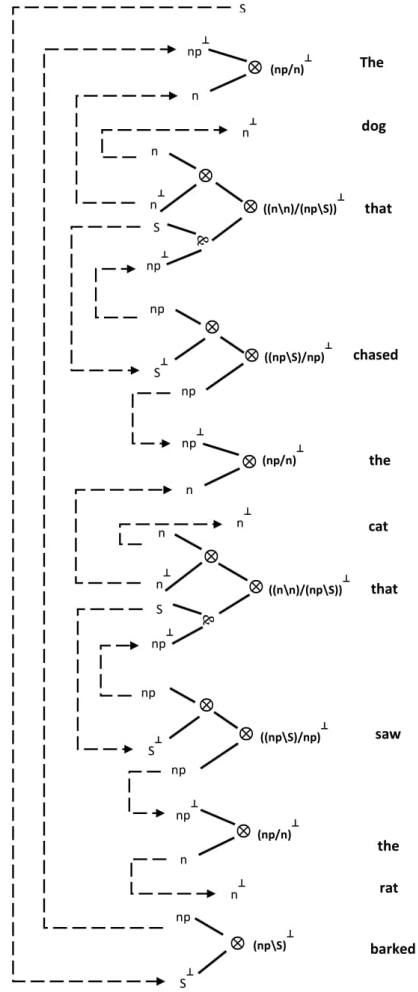 S
np⊥
⊗ (np/n)⊥ The
n
n⊥ dog
n
⊗
n⊥ ⊗ ((n\n)/(np\S))⊥ that
S
&
np⊥
np
⊗
S⊥ ⊗ ((np\S)/np)⊥ chased
np
np⊥
⊗ (np/n)⊥ the
n
n⊥ cat
n
⊗
n⊥ ⊗ ((n\n)/(np\S))⊥ that
S
&
np⊥
np
⊗
⊗ ((np\S)/np)⊥ saw
S⊥
np
np⊥
⊗ (np/n)⊥ the
n
n⊥ rat
np
⊗ (np\S)⊥ barked
S⊥